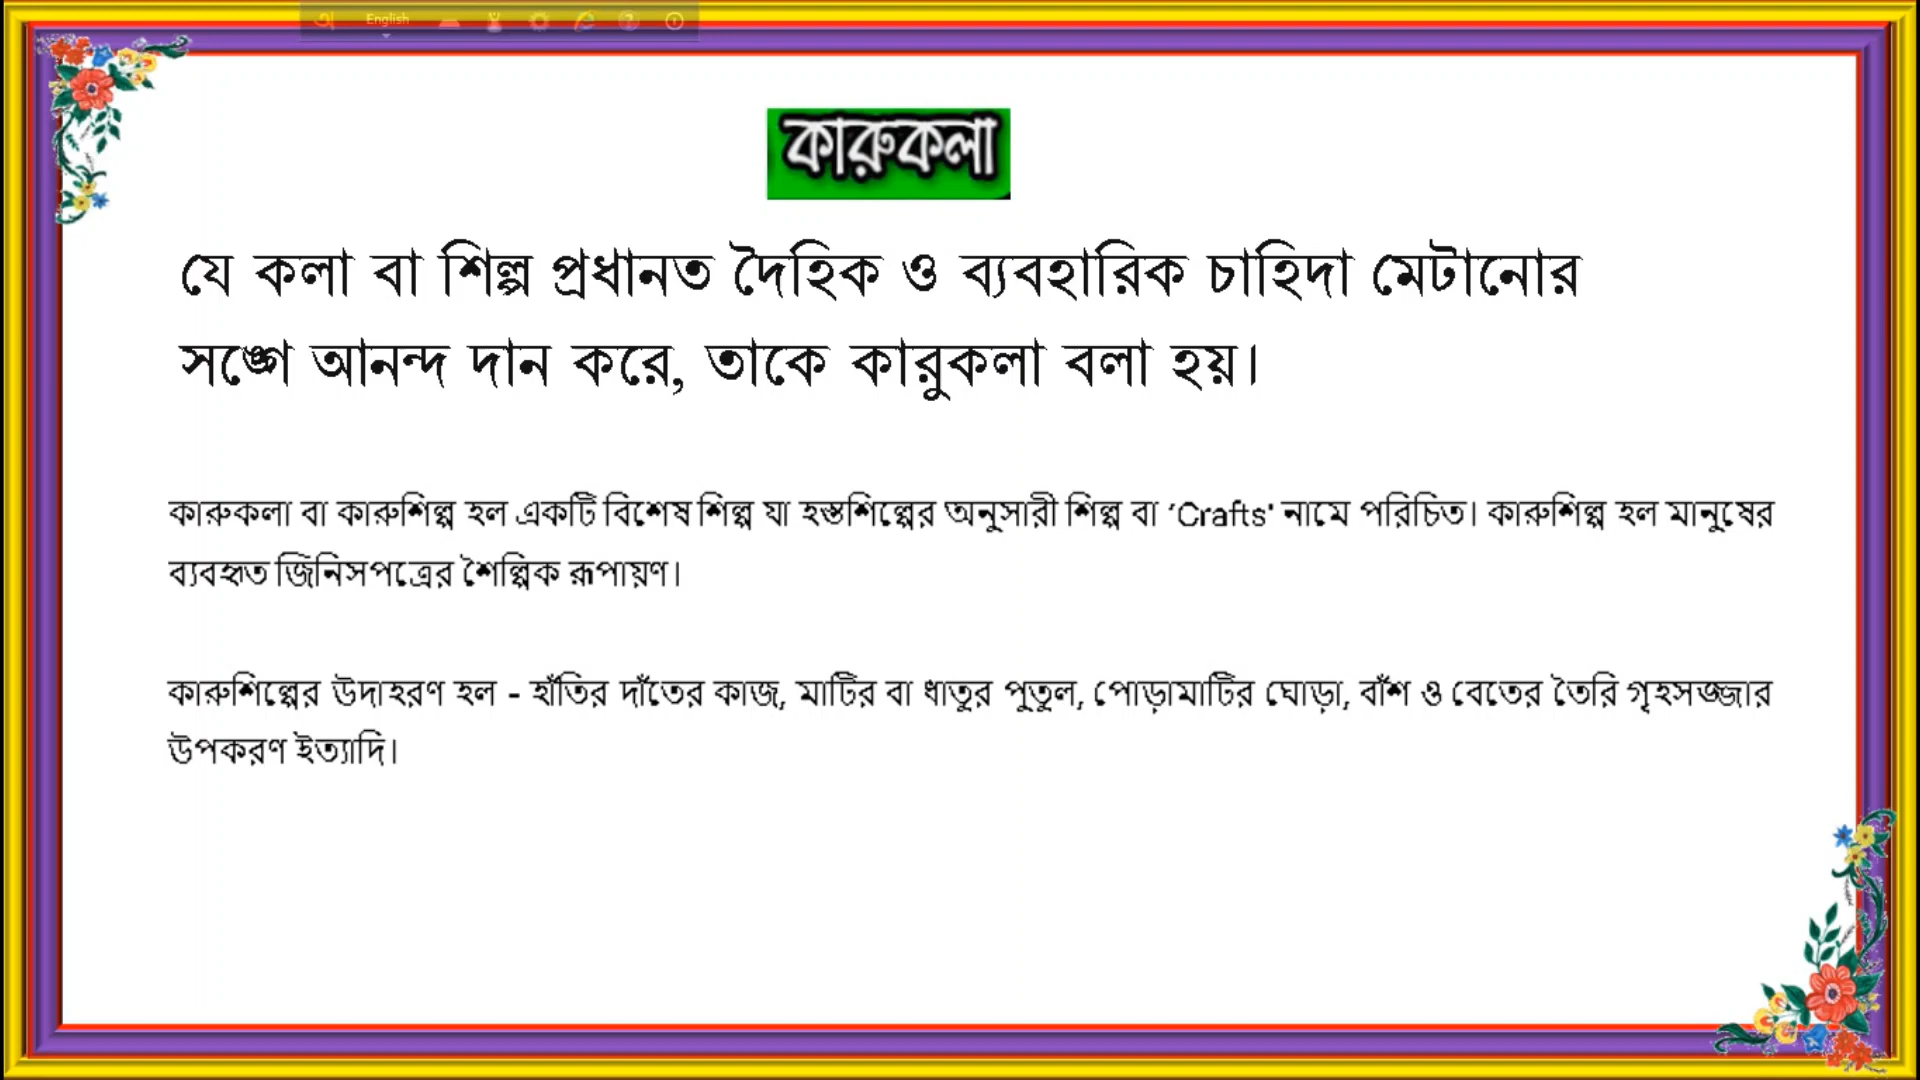 English
কারুকলা
যে কলা বা শিল্প প্রধানত দৈহিক ও ব্যবহারিক চাহিদা মেটানোর
সঙ্গে আনন্দ দান করে, তাকে কারুকলা বলা হয়।
কারুকলা বা কারুশিল্প হল একটি বিশেষ শিল্প যা হস্তশিল্পের অনুসারী শিল্প বা ‘Crafts' নামে পরিচিত। কারুশিল্প হল মানুষের
ব্যবহৃত জিনিসপত্রের শৈল্পিক রূপায়ণ।
কারুশিল্পের উদাহরণ হল - হাঁতির দাঁতের কাজ, মাটির বা ধাতুর পুতুল, পোড়ামাটির ঘোড়া, বাঁশ ও বেতের তৈরি গৃহসজ্জার
উপকরণ ইত্যাদি।